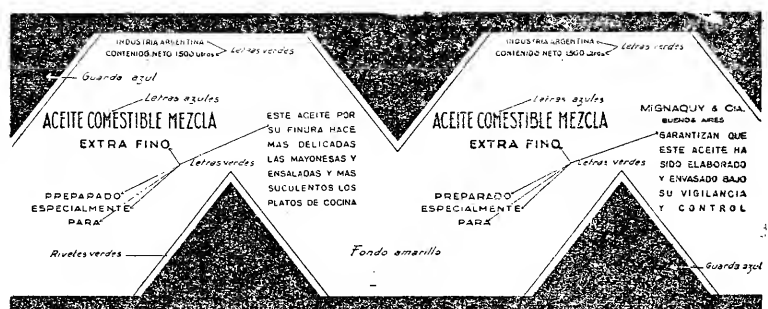 INDUSTRIA ARGENTINA
CONTENIDO NETO 1500 Litros
Letras verdes
Guarda azul
Letras azules
ACEITE COMESTIBLE MEZCLA
EXTRA FINO
Letras verdes
PREPARADO
ESPECIALMENTE
PARA
Riveles verdes
ESTE ACEITE POR
SU FINURA HACE
MAS DELICADAS
LAS MAYONESAS Y
ENSALADAS Y MAS
SUCULENTOS LOS
PLATOS DE COCINA
Fondo amarillo
INDUSTRIA ARGENTINA
CONTENIDO NETO 1500 Litros
Letras verdes
Letras azules
ACEITE COMESTIBLE MEZCLA
EXTRA FINO
Letras verdes
PREPARADO
ESPECIALMENTE
PARA
MIGNAQUY & CIA.
BUENOS AIRES
GARANTIZAN QUE
ESTE ACEITE HA
SIDO ELABORADO
Y ENVASADO BAJO
SU VIGILANCIA
Y CONTROL
Guarda azul